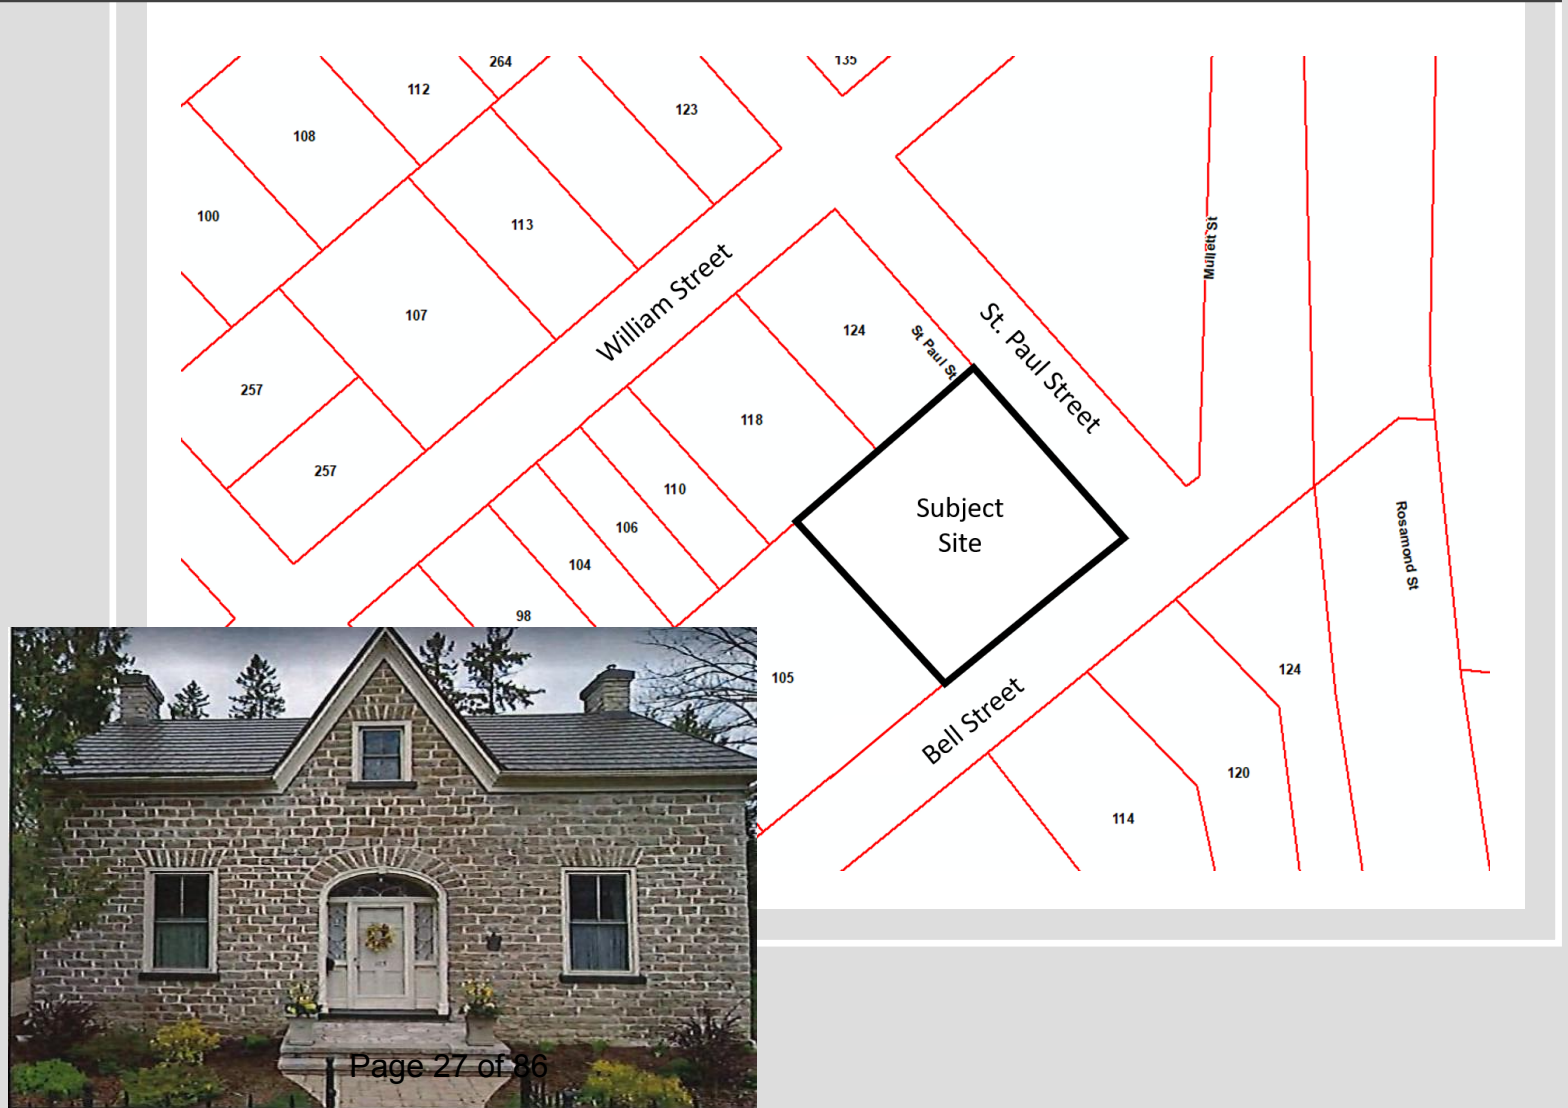 264
135
112
123
108
100
113
Mullett St
William Street
107
St. Paul Street
124
St Paul St
257
118
257
110
Subject
Site
106
Rosamond St
104
98
124
105
Bell Street
120
114
Page 27 of 86